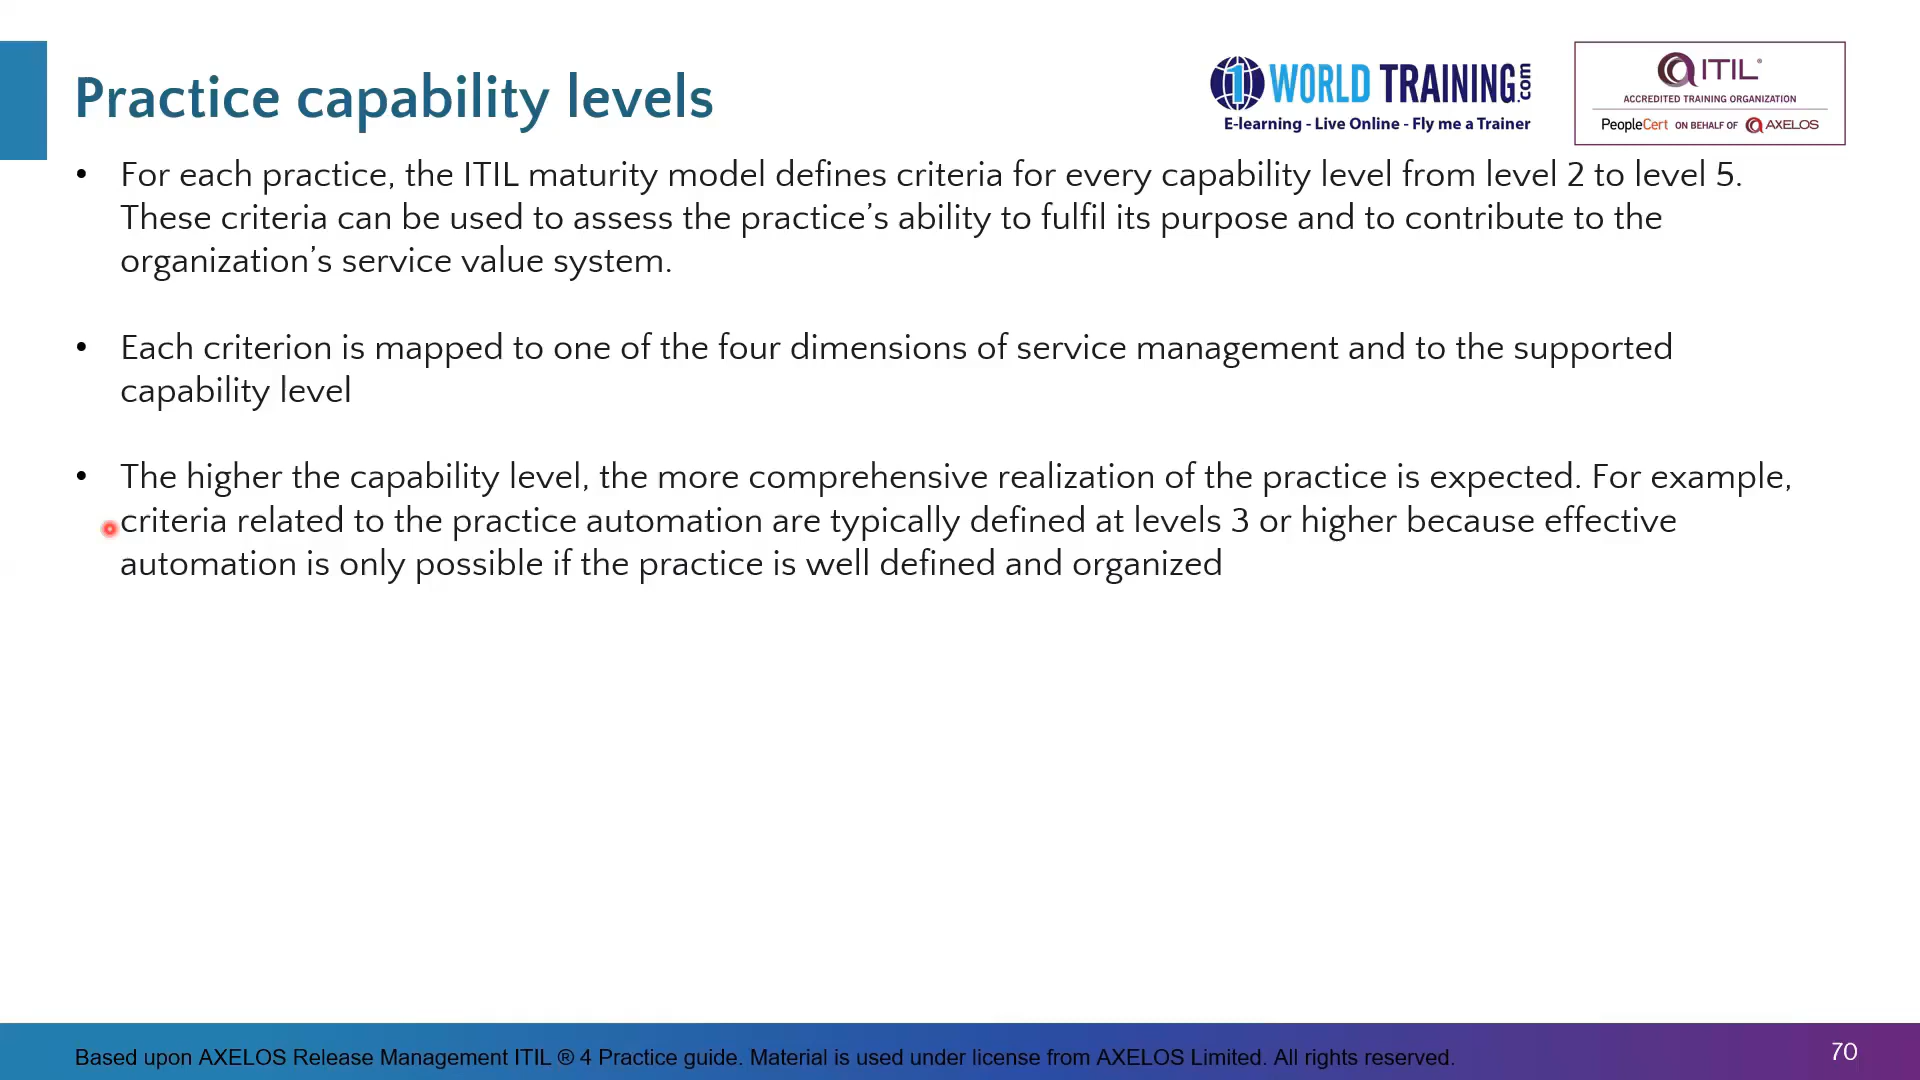 Practice capability levels
1 WORLD TRAINING.com
E-learning - Live Online - Fly me a Trainer
ITIL®
ACCREDITED TRAINING ORGANIZATION
PeopleCert ON BEHALF OF AXELOS
• For each practice, the ITIL maturity model defines criteria for every capability level from level 2 to level 5.
These criteria can be used to assess the practice’s ability to fulfil its purpose and to contribute to the
organization’s service value system.
• Each criterion is mapped to one of the four dimensions of service management and to the supported
capability level
• The higher the capability level, the more comprehensive realization of the practice is expected. For example,
criteria related to the practice automation are typically defined at levels 3 or higher because effective
automation is only possible if the practice is well defined and organized
Based upon AXELOS Release Management ITIL ® 4 Practice guide. Material is used under license from AXELOS Limited. All rights reserved.
70